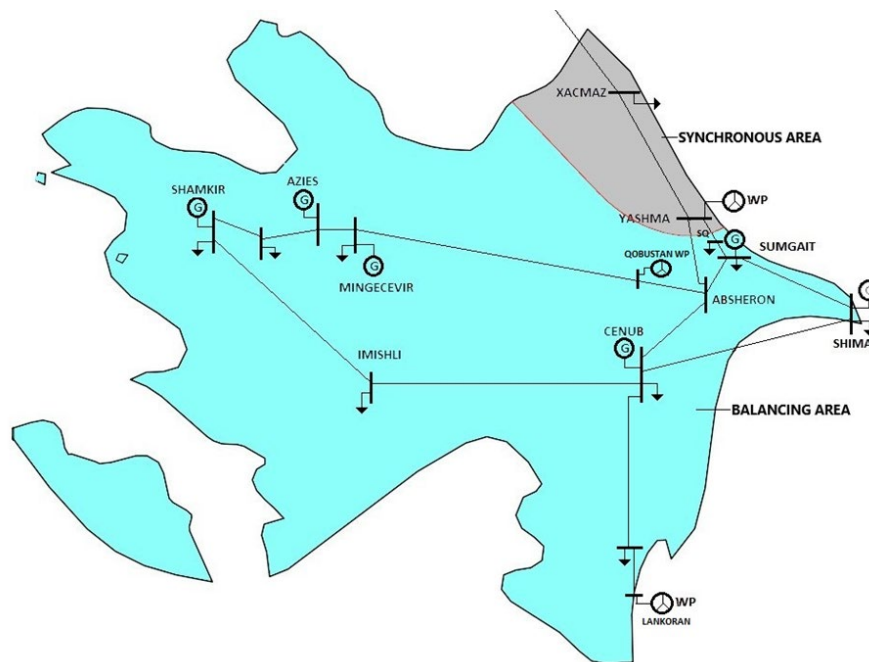 XACMAZ
SYNCHRONOUS AREA
AZIES
SHAMKIR
G
G
WP
YASHMA
SQ
G
SUMGAIT
QOBUSTAN WP
G
MINGECEVIR
ABSHERON
G
CENUB
G
SHIMA
IMISHLI
BALANCING AREA
WP
LANKORAN